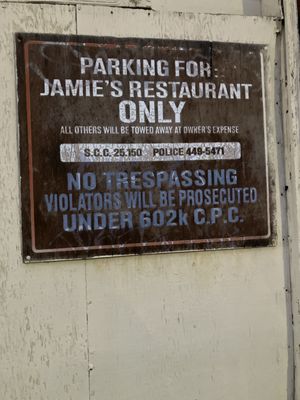 PARKING FOR:
JAMIE'S RESTAURANT
ONLY
ALL OTHERS WILL BE TOWED AWAY AT OWNER'S EXPENSE
S.C.C. 25.150 POLICE 449-5471
NO TRESPASSING
VIOLATORS WILL BE PROSECUTED
UNDER 602K C.P.C.